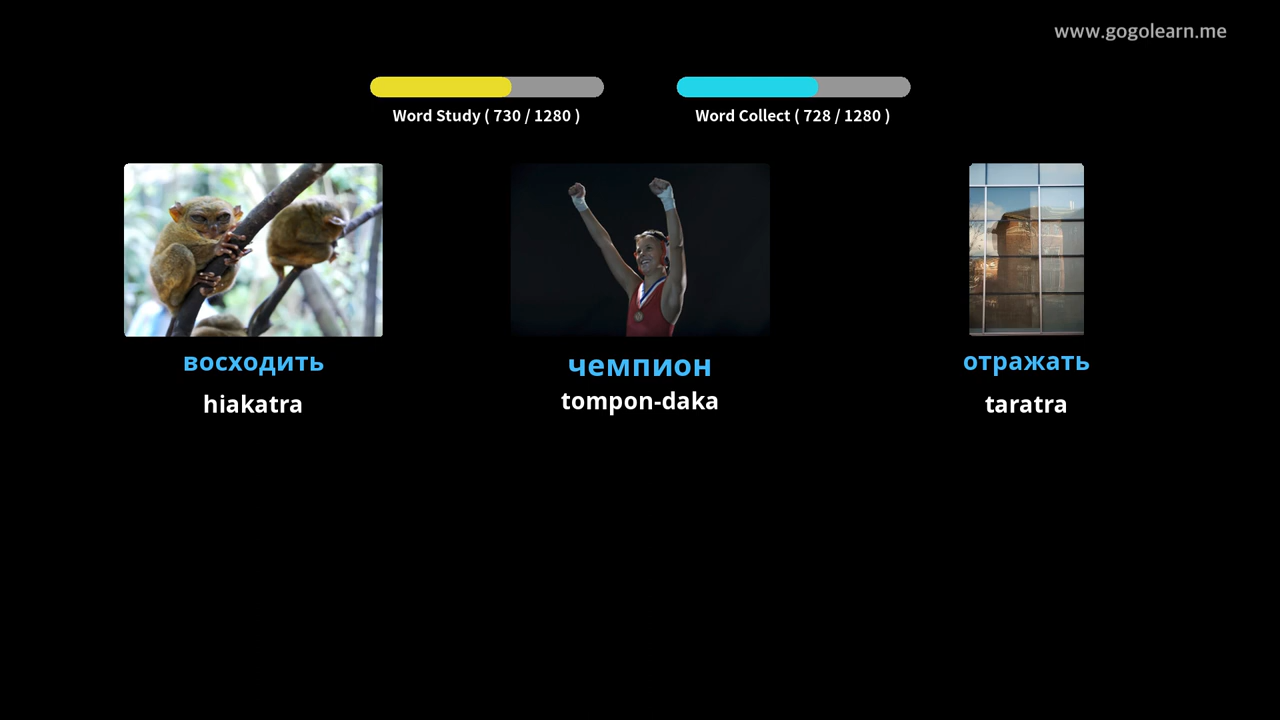 www.gogolearn.me
Word Study ( 730 / 1280 )
Word Collect ( 728 / 1280 )
восходить
hiakatra
чемпион
tompon-daka
отражать
taratra